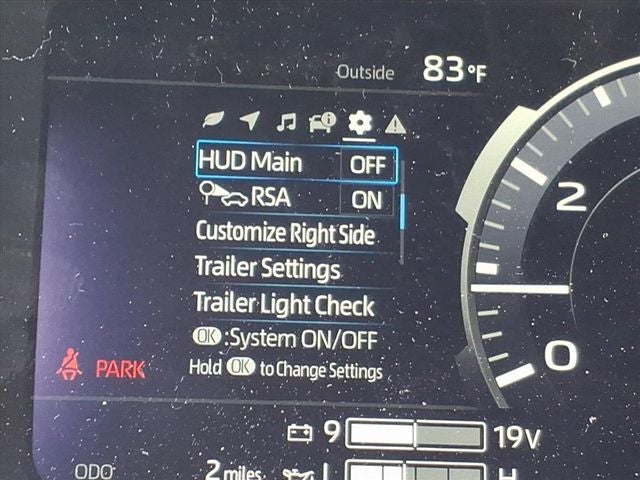 Outside 83°F
HUD Main OFF
RSA ON
Customize Right Side
Trailer Settings
Trailer Light Check
OK :System ON/OFF
Hold OK to Change Settings
PARK
2
0
9 19V
ODO 2 miles L H